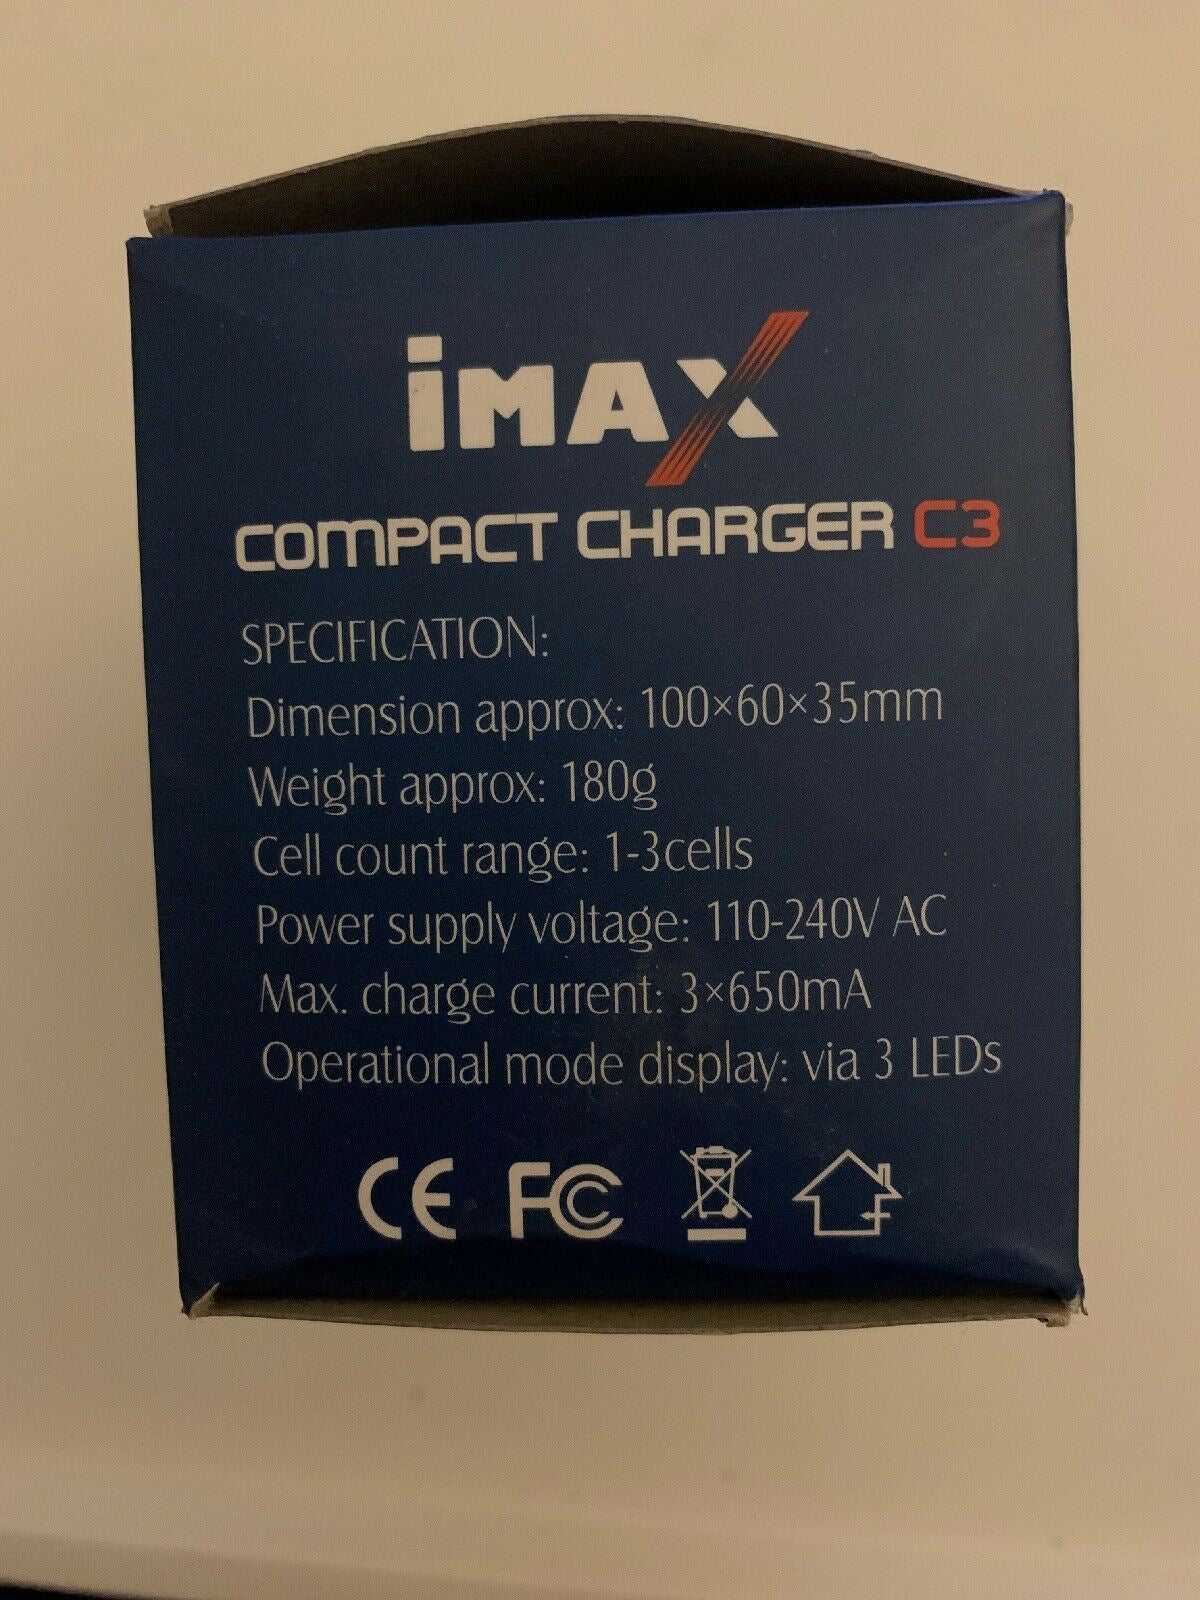 iMAX
COMPACT CHARGER C3
SPECIFICATION:
Dimension approx: 100×60×35mm
Weight approx: 180g
Cell count range: 1-3cells
Power supply voltage: 110-240V AC
Max. charge current: 3×650mA
Operational mode display: via 3 LEDs
CE FC